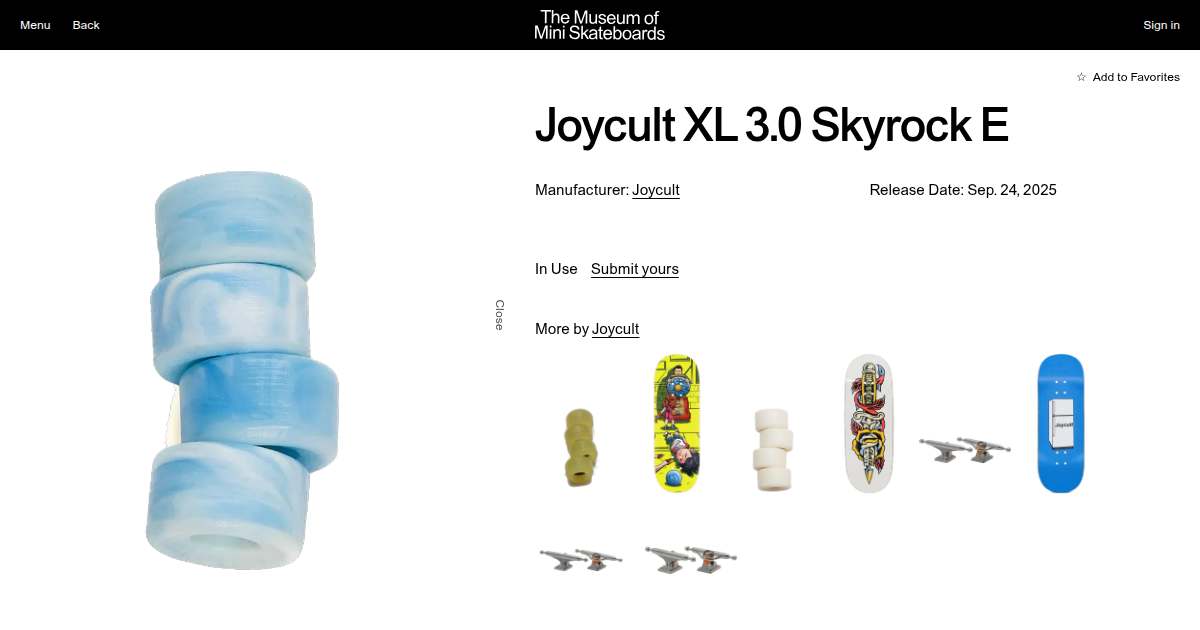 Menu
Back
The Museum of
Mini Skateboards
Sign in
☆ Add to Favorites
Joycult XL 3.0 Skyrock E
Manufacturer: Joycult
Release Date: Sep. 24, 2025
In Use
Submit yours
Close
More by Joycult
Joycult